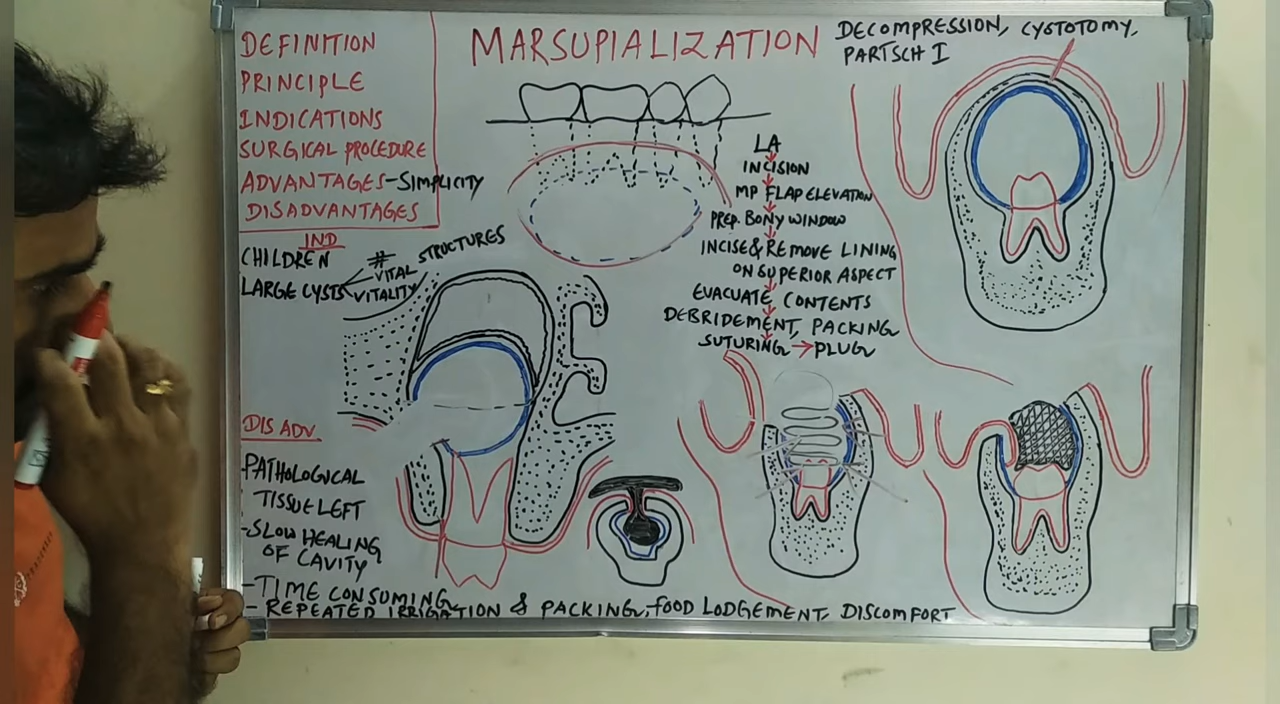 DEFINITION
PRINCIPLE
INDICATIONS
SURGICAL PROCEDURE
ADVANTAGES-SIMPLICITY
DISADVANTAGES
MARSUPIALIZATION
DECOMPRESSION, CYSTOTOMY,
PARTSCH I
IND
CHILDREN
LARGE CYSTS
# STRUCTURES
VITAL
VITALITY
LA
INCISION
MP FLAP ELEVATION
PREP. BONY WINDOW
INCISE & REMOVE LINING
ON SUPERIOR ASPECT
EVACUATE CONTENTS
DEBRIDEMENT, PACKING
SUTURING → PLUG
DISADV.
-PATHOLOGICAL
TISSUE LEFT
-SLOW HEALING
OF CAVITY
-TIME CONSUMING
-REPEATED IRRIGATION & PACKING, FOOD LODGEMENT, DISCOMFORT